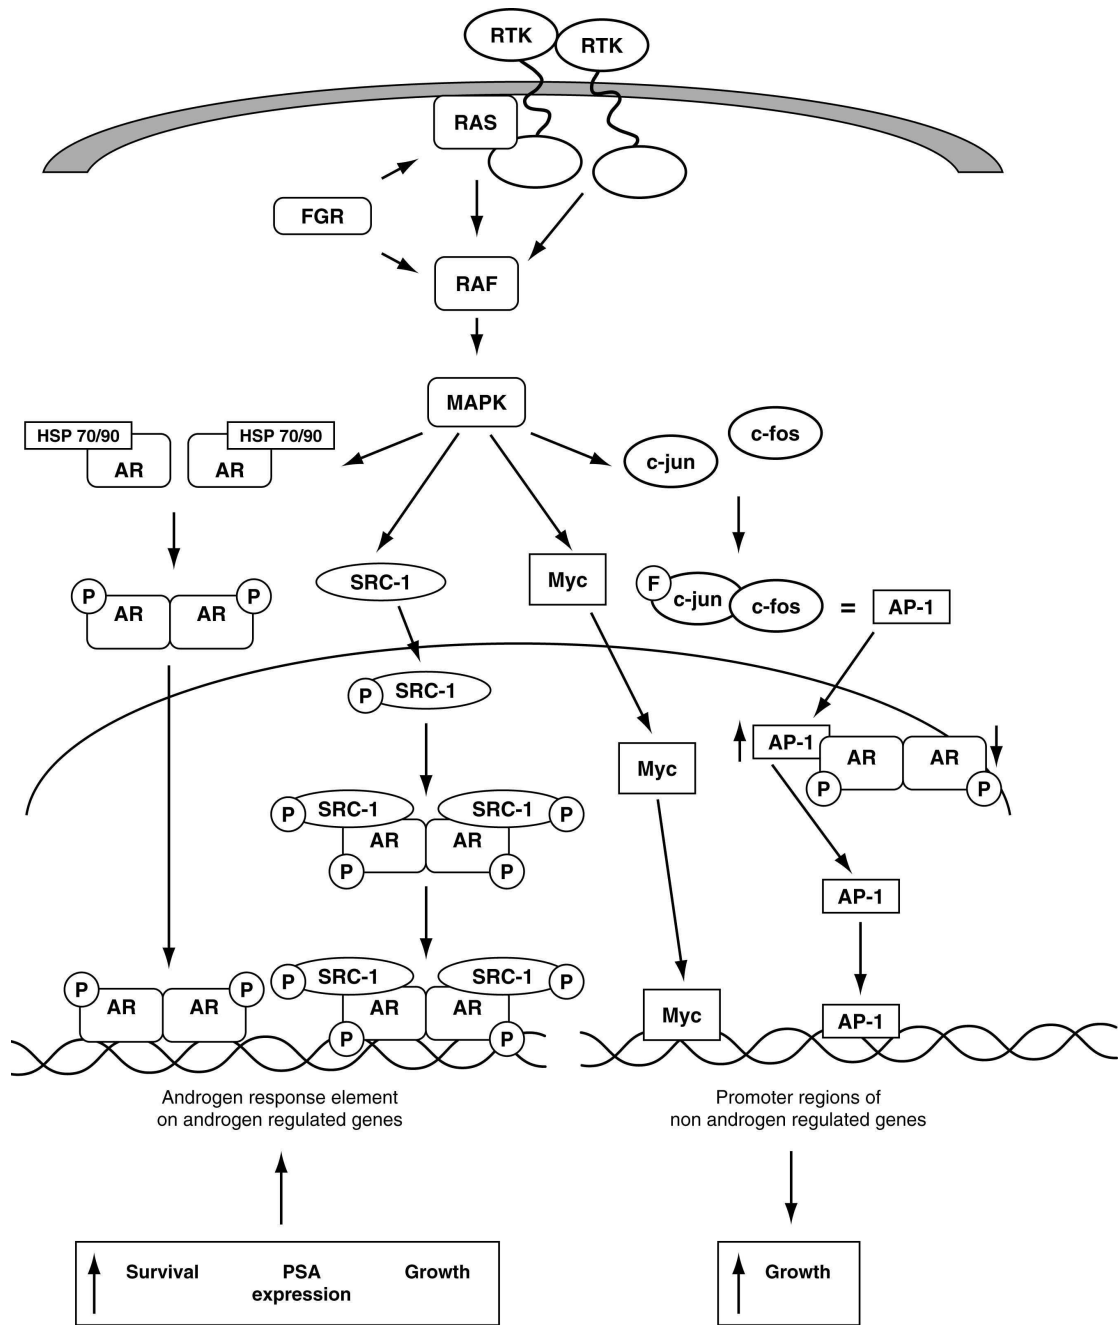 RTK
RTK
RAS
FGR
RAF
MAPK
HSP 70/90
HSP 70/90
AR
AR
c-jun
c-fos
P
AR
AR
P
SRC-1
Myc
F
c-jun
c-fos
=
AP-1
P
SRC-1
Myc
AP-1
AR
AR
P
P
P
SRC-1
SRC-1
P
AR
AR
P
P
AP-1
P
AR
AR
P
P
SRC-1
SRC-1
P
AR
AR
P
P
Myc
AP-1
Androgen response element
on androgen regulated genes
Promoter regions of
non androgen regulated genes
Survival
PSA
expression
Growth
Growth